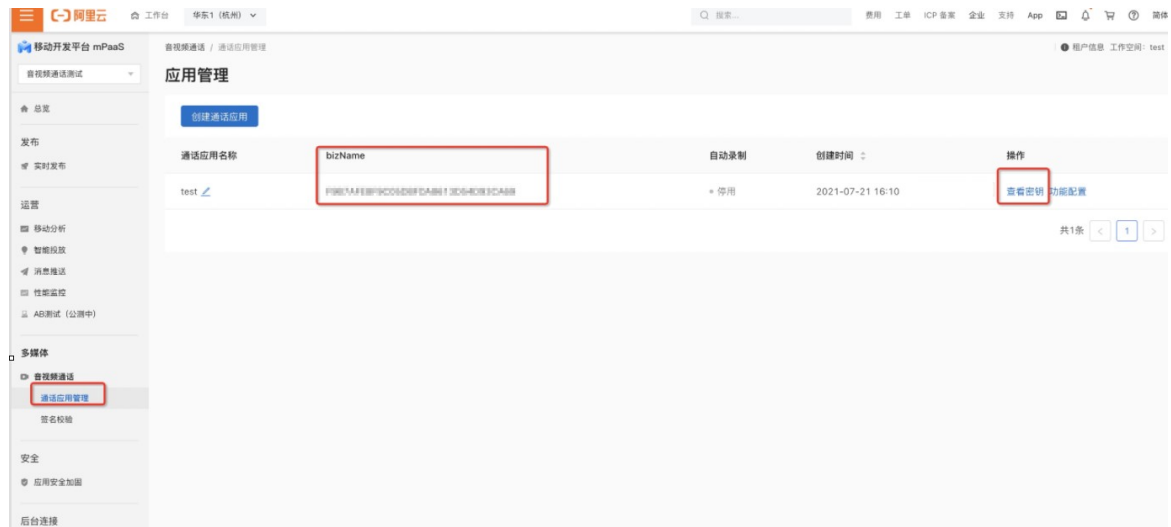 阿里云 工作台 华东1（杭州） 搜索... 费用 工单 ICP 备案 企业 支持 App 简体
移动开发平台 mPaaS
音视频通话 / 通话应用管理
租户信息 工作空间：test
音视频通话测试
应用管理
总览
创建通话应用
发布
实时发布
通话应用名称 bizName 自动录制 创建时间 操作
test 停用 2021-07-21 16:10 查看密钥 功能配置
共1条 < 1 >
运营
移动分析
智能投放
消息推送
性能监控
AB测试（公测中）
多媒体
音视频通话
通话应用管理
签名校验
安全
应用安全加固
后台连接